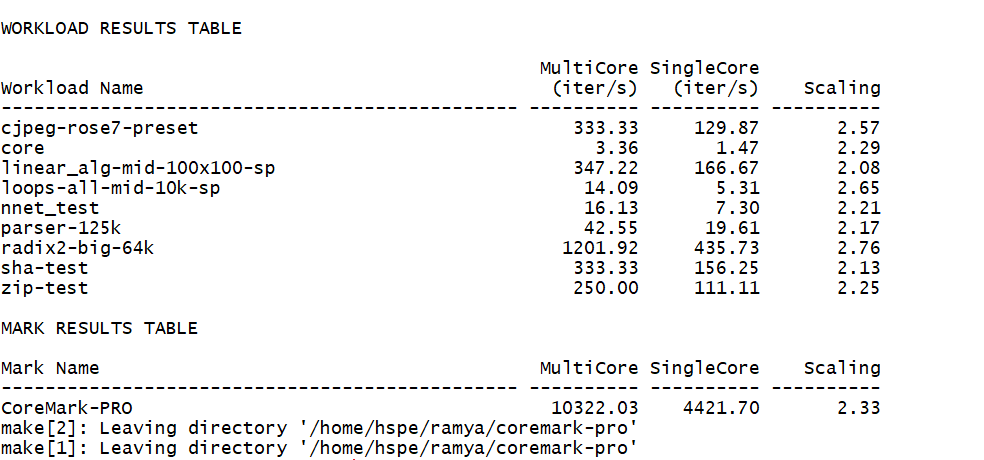 WORKLOAD RESULTS TABLE
MultiCore SingleCore
Workload Name (iter/s) (iter/s) Scaling
----------------------------------------------- ---------- ---------- ----------
cjpeg-rose7-preset 333.33 129.87 2.57
core 3.36 1.47 2.29
linear_alg-mid-100x100-sp 347.22 166.67 2.08
loops-all-mid-10k-sp 14.09 5.31 2.65
nnet_test 16.13 7.30 2.21
parser-125k 42.55 19.61 2.17
radix2-big-64k 1201.92 435.73 2.76
sha-test 333.33 156.25 2.13
zip-test 250.00 111.11 2.25
MARK RESULTS TABLE
Mark Name MultiCore SingleCore Scaling
----------------------------------------------- ---------- ---------- ----------
CoreMark-PRO 10322.03 4421.70 2.33
make[2]: Leaving directory '/home/hspe/ramya/coremark-pro'
make[1]: Leaving directory '/home/hspe/ramya/coremark-pro'